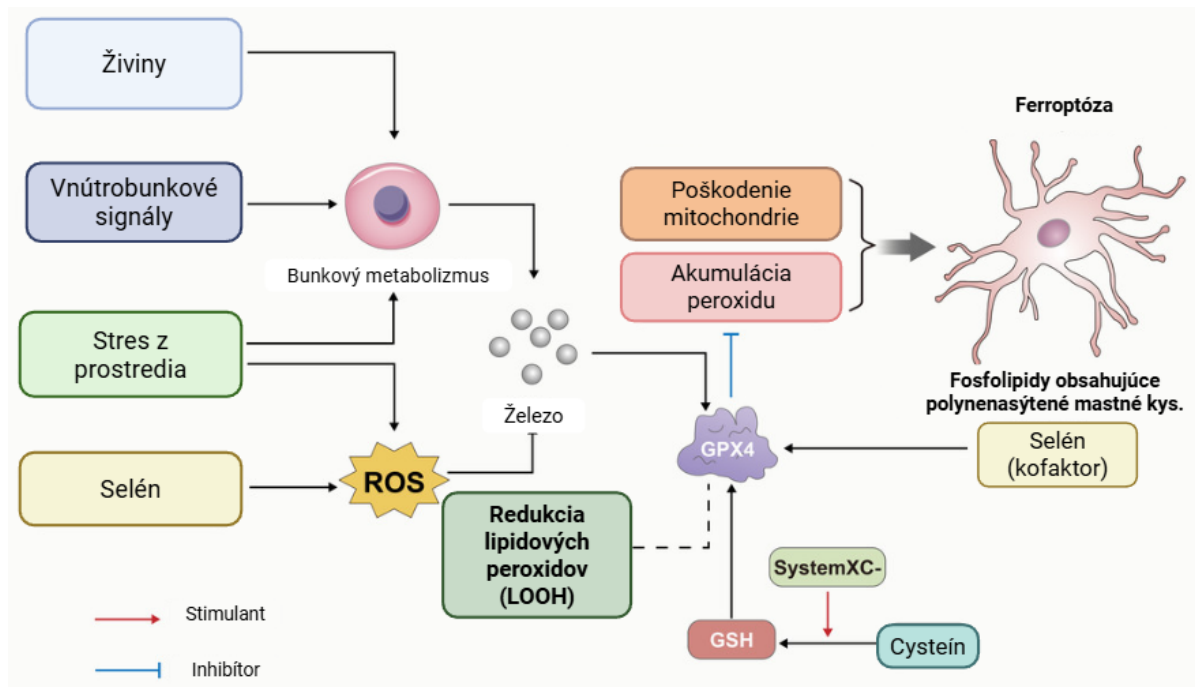 Živiny
Vnútrobunkové
signály
Stres z
prostredia
Selén
Bunkový metabolizmus
ROS
Železo
Redukcia
lipidových
peroxidov
(LOOH)
Poškodenie
mitochondrie
Akumulácia
peroxidu
Ferroptóza
Fosfolipidy obsahujúce
polynenasýtené mastné kys.
Selén
(kofaktor)
GPX4
SystemXC-
GSH
Cysteín
Stimulant
Inhibítor